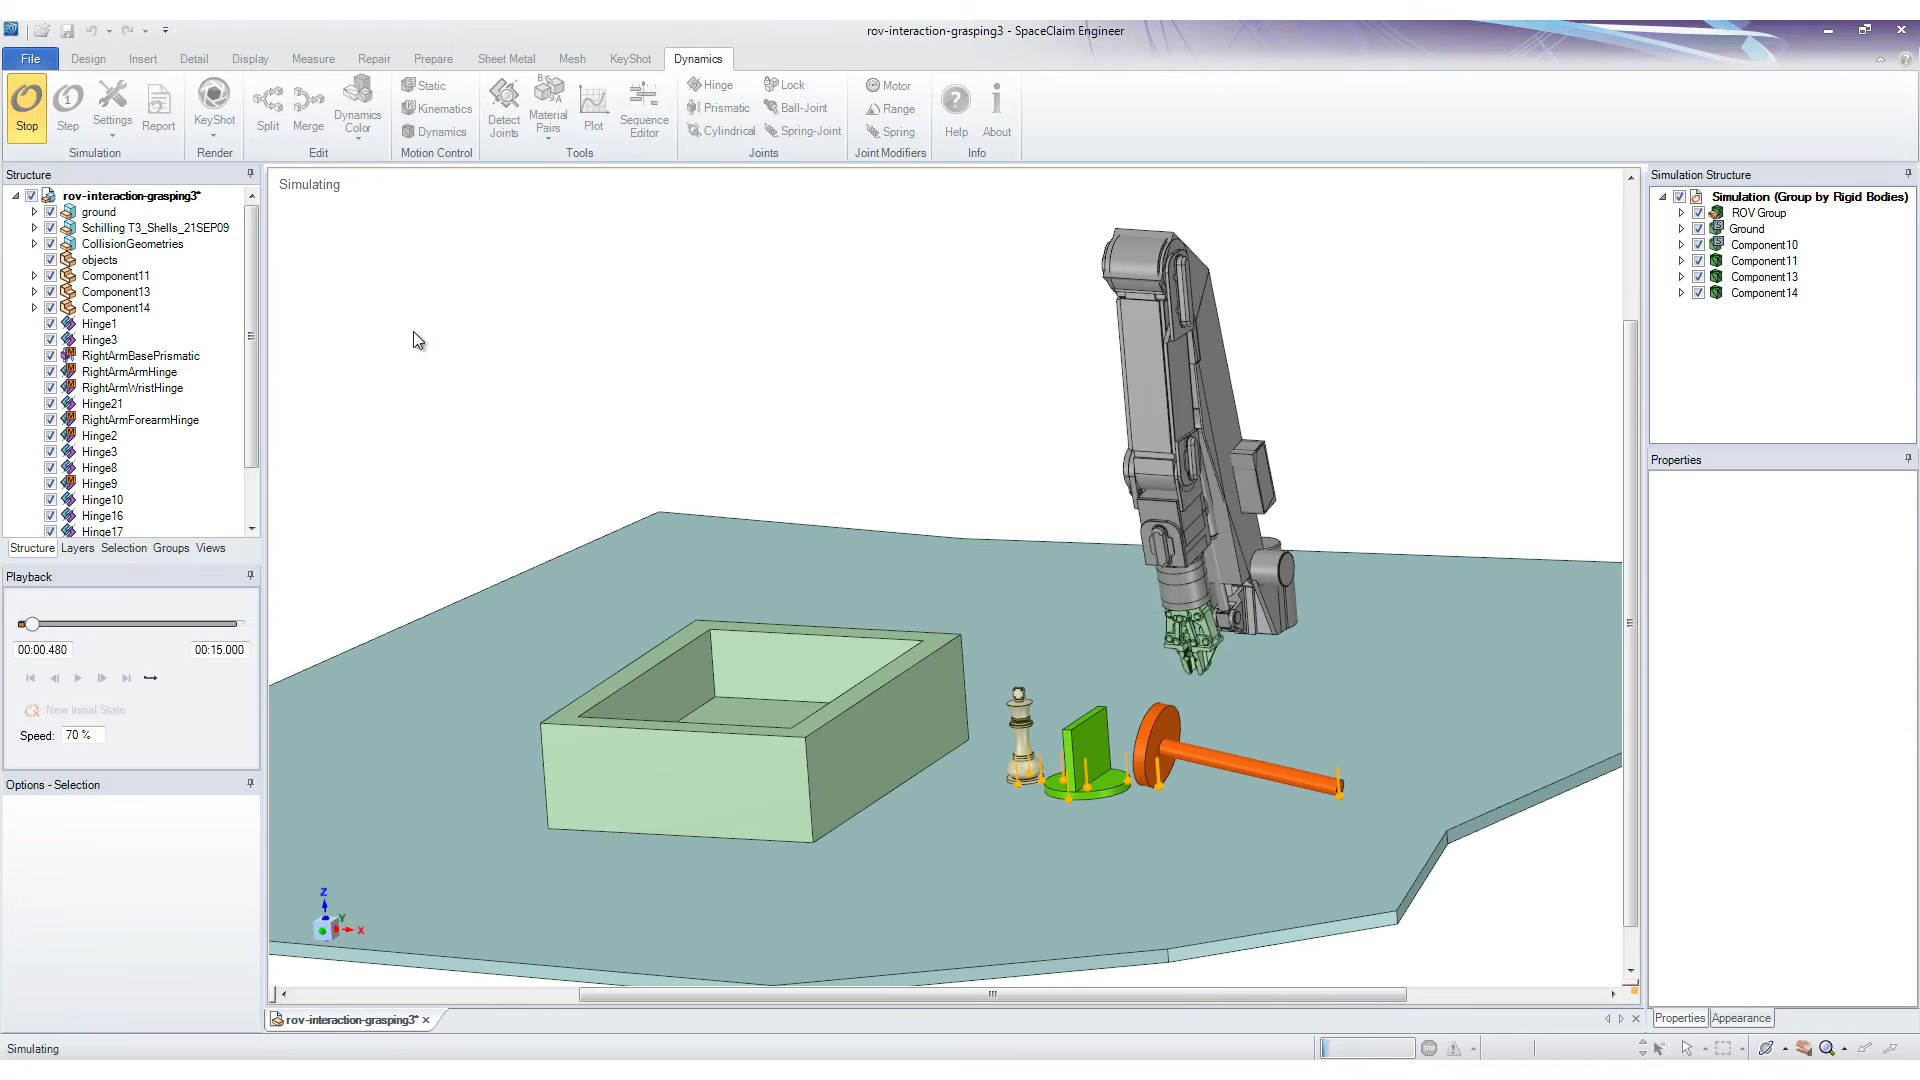 rov-interaction-grasping3 - SpaceClaim Engineer
File Design Insert Detail Display Measure Repair Prepare Sheet Metal Mesh KeyShot Dynamics
Stop Step Settings Report KeyShot Split Merge Dynamics Color Static Kinematics Dynamics Detect Joints Material Pairs Plot Sequence Editor Hinge Prismatic Cylindrical Lock Ball-Joint Spring-Joint Motor Range Spring Help About
Simulation Render Edit Motion Control Tools Joints Joint Modifiers Info
Structure
rov-interaction-grasping3*
ground
Schilling T3_Shells_21SEP09
CollisionGeometries
objects
Component11
Component13
Component14
Hinge1
Hinge3
RightArmBasePrismatic
RightArmArmHinge
RightArmWristHinge
Hinge21
RightArmForearmHinge
Hinge2
Hinge3
Hinge8
Hinge9
Hinge10
Hinge16
Hinge17
Structure Layers Selection Groups Views
Playback
00:00.480 00:15.000
New Initial State
Speed: 70 %
Options - Selection
Simulating
Z
Y
X
rov-interaction-grasping3*
Simulation Structure
Simulation (Group by Rigid Bodies)
ROV Group
Ground
Component10
Component11
Component13
Component14
Properties
Properties Appearance
Simulating
STOP